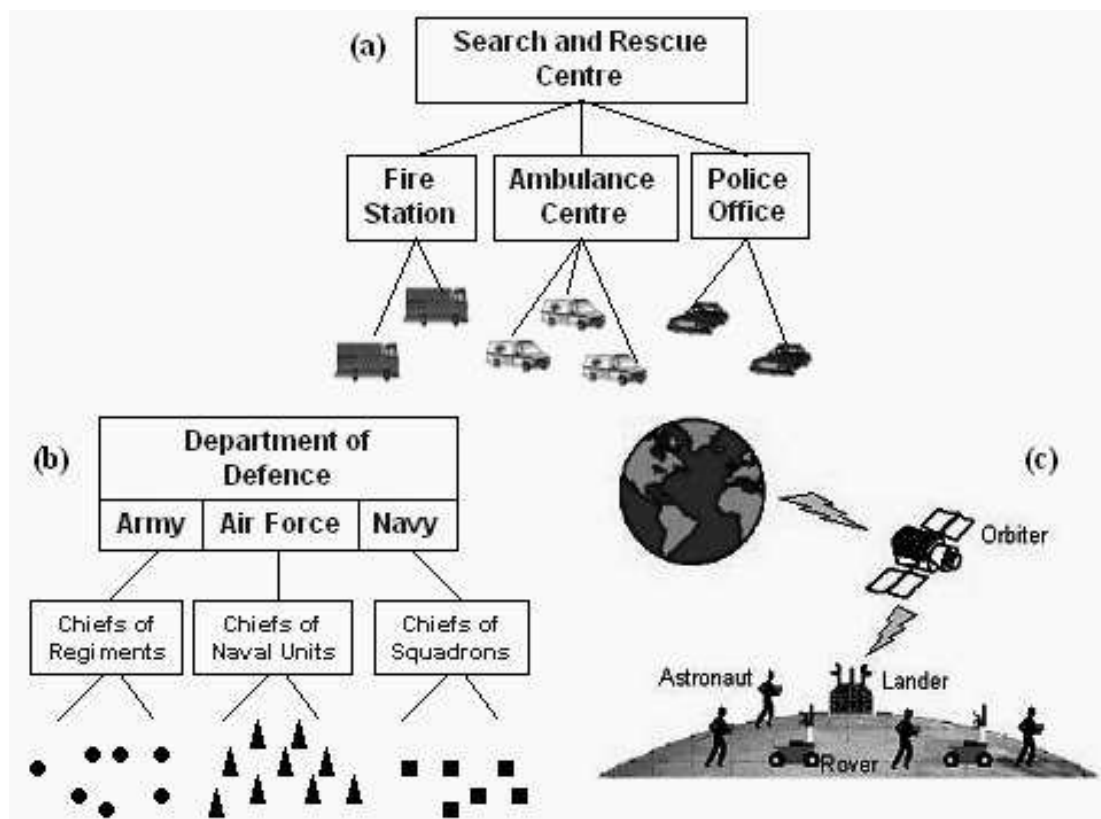 (a)
Search and Rescue
Centre
Fire
Station
Ambulance
Centre
Police
Office
(b)
Department of
Defence
Army
Air Force
Navy
Chiefs of
Regiments
Chiefs of
Naval Units
Chiefs of
Squadrons
(c)
Orbiter
Astronaut
Lander
Rover